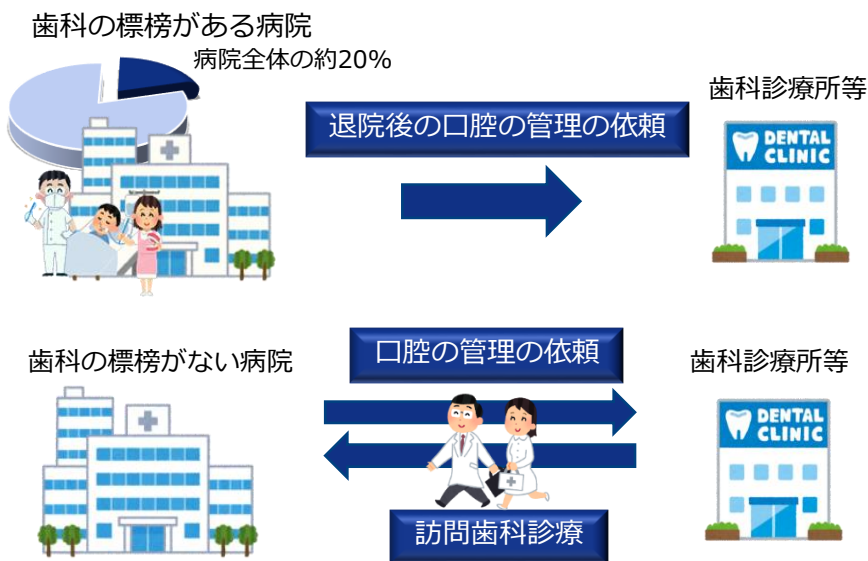 歯科の標榜がある病院
病院全体の約20%
退院後の口腔の管理の依頼
歯科診療所等
DENTAL
CLINIC
歯科の標榜がない病院
口腔の管理の依頼
歯科診療所等
DENTAL
CLINIC
訪問歯科診療